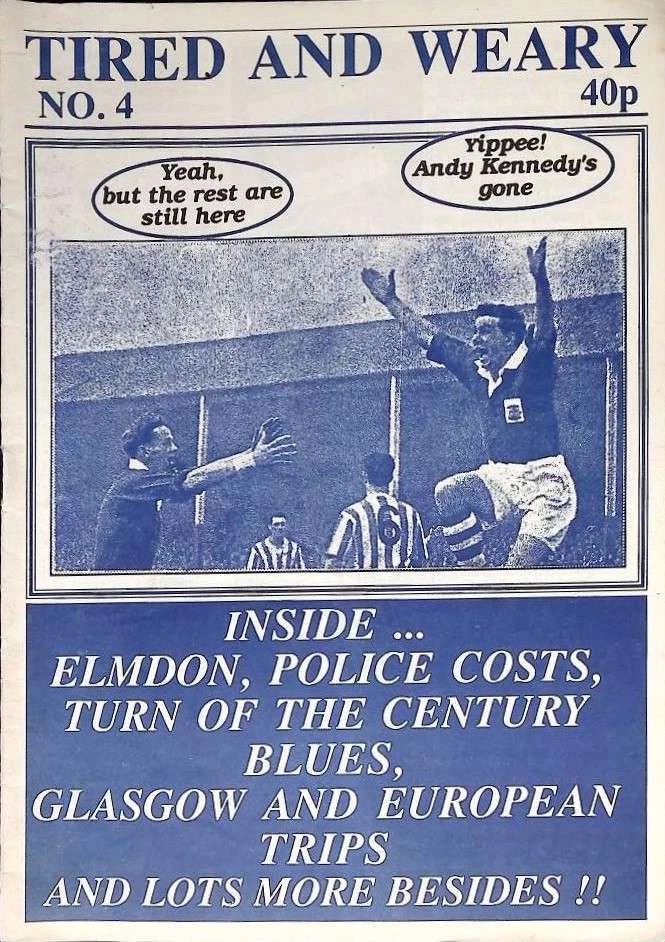 TIRED AND WEARY
NO. 4
40p
Yeah,
but the rest are
still here
Yippee!
Andy Kennedy's
gone
6
INSIDE ...
ELMDON, POLICE COSTS,
TURN OF THE CENTURY
BLUES,
GLASGOW AND EUROPEAN
TRIPS
AND LOTS MORE BESIDES !!